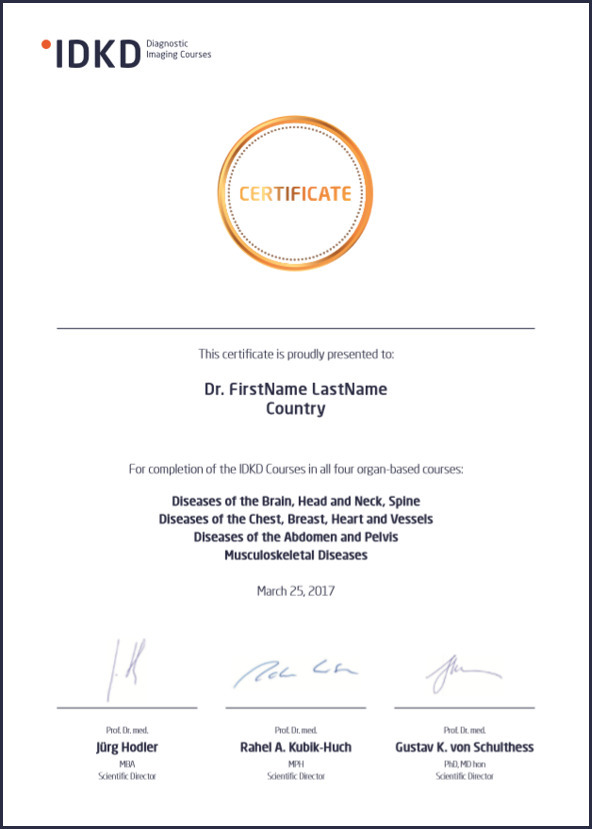 IDKD Diagnostic
Imaging Courses
CERTIFICATE
This certificate is proudly presented to:
Dr. FirstName LastName
Country
For completion of the IDKD Courses in all four organ-based courses:
Diseases of the Brain, Head and Neck, Spine
Diseases of the Chest, Breast, Heart and Vessels
Diseases of the Abdomen and Pelvis
Musculoskeletal Diseases
March 25, 2017
Prof. Dr. med.
Jürg Hodler
MBA
Scientific Director
Prof. Dr. med.
Rahel A. Kubik-Huch
MPH
Scientific Director
Prof. Dr. med.
Gustav K. von Schulthess
PhD, MD hon
Scientific Director